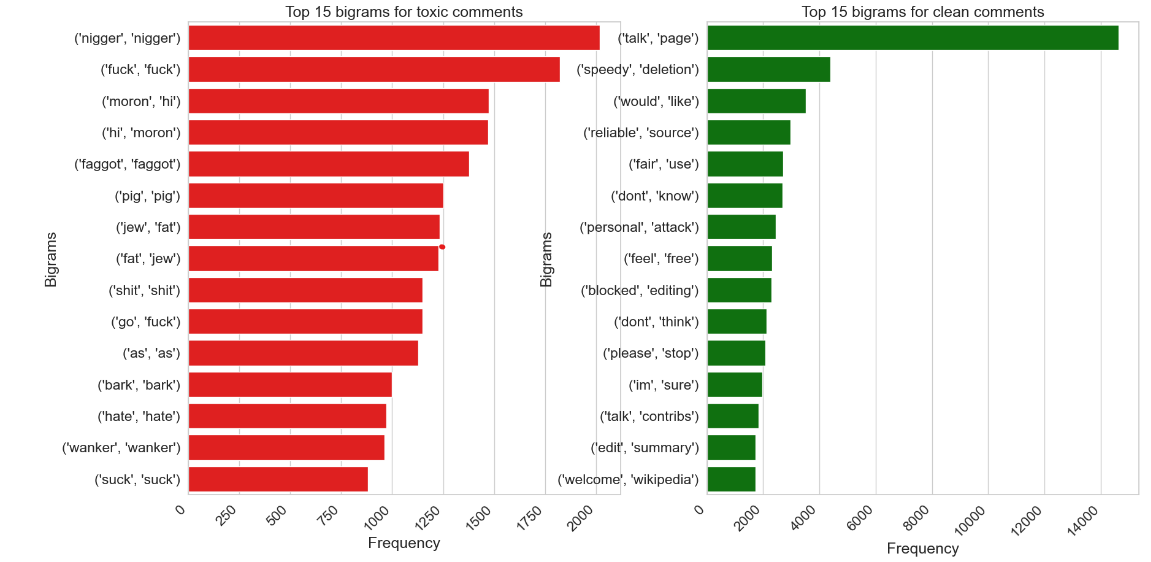 Top 15 bigrams for toxic comments
('nigger', 'nigger')
('fuck', 'fuck')
('moron', 'hi')
('hi', 'moron')
('faggot', 'faggot')
('pig', 'pig')
('jew', 'fat')
('fat', 'jew')
('shit', 'shit')
('go', 'fuck')
('as', 'as')
('bark', 'bark')
('hate', 'hate')
('wanker', 'wanker')
('suck', 'suck')
Bigrams
0 250 500 750 1000 1250 1500 1750 2000
Frequency
Top 15 bigrams for clean comments
('talk', 'page')
('speedy', 'deletion')
('would', 'like')
('reliable', 'source')
('fair', 'use')
('dont', 'know')
('personal', 'attack')
('feel', 'free')
('blocked', 'editing')
('dont', 'think')
('please', 'stop')
('im', 'sure')
('talk', 'contribs')
('edit', 'summary')
('welcome', 'wikipedia')
Bigrams
0 2000 4000 6000 8000 10000 12000 14000
Frequency